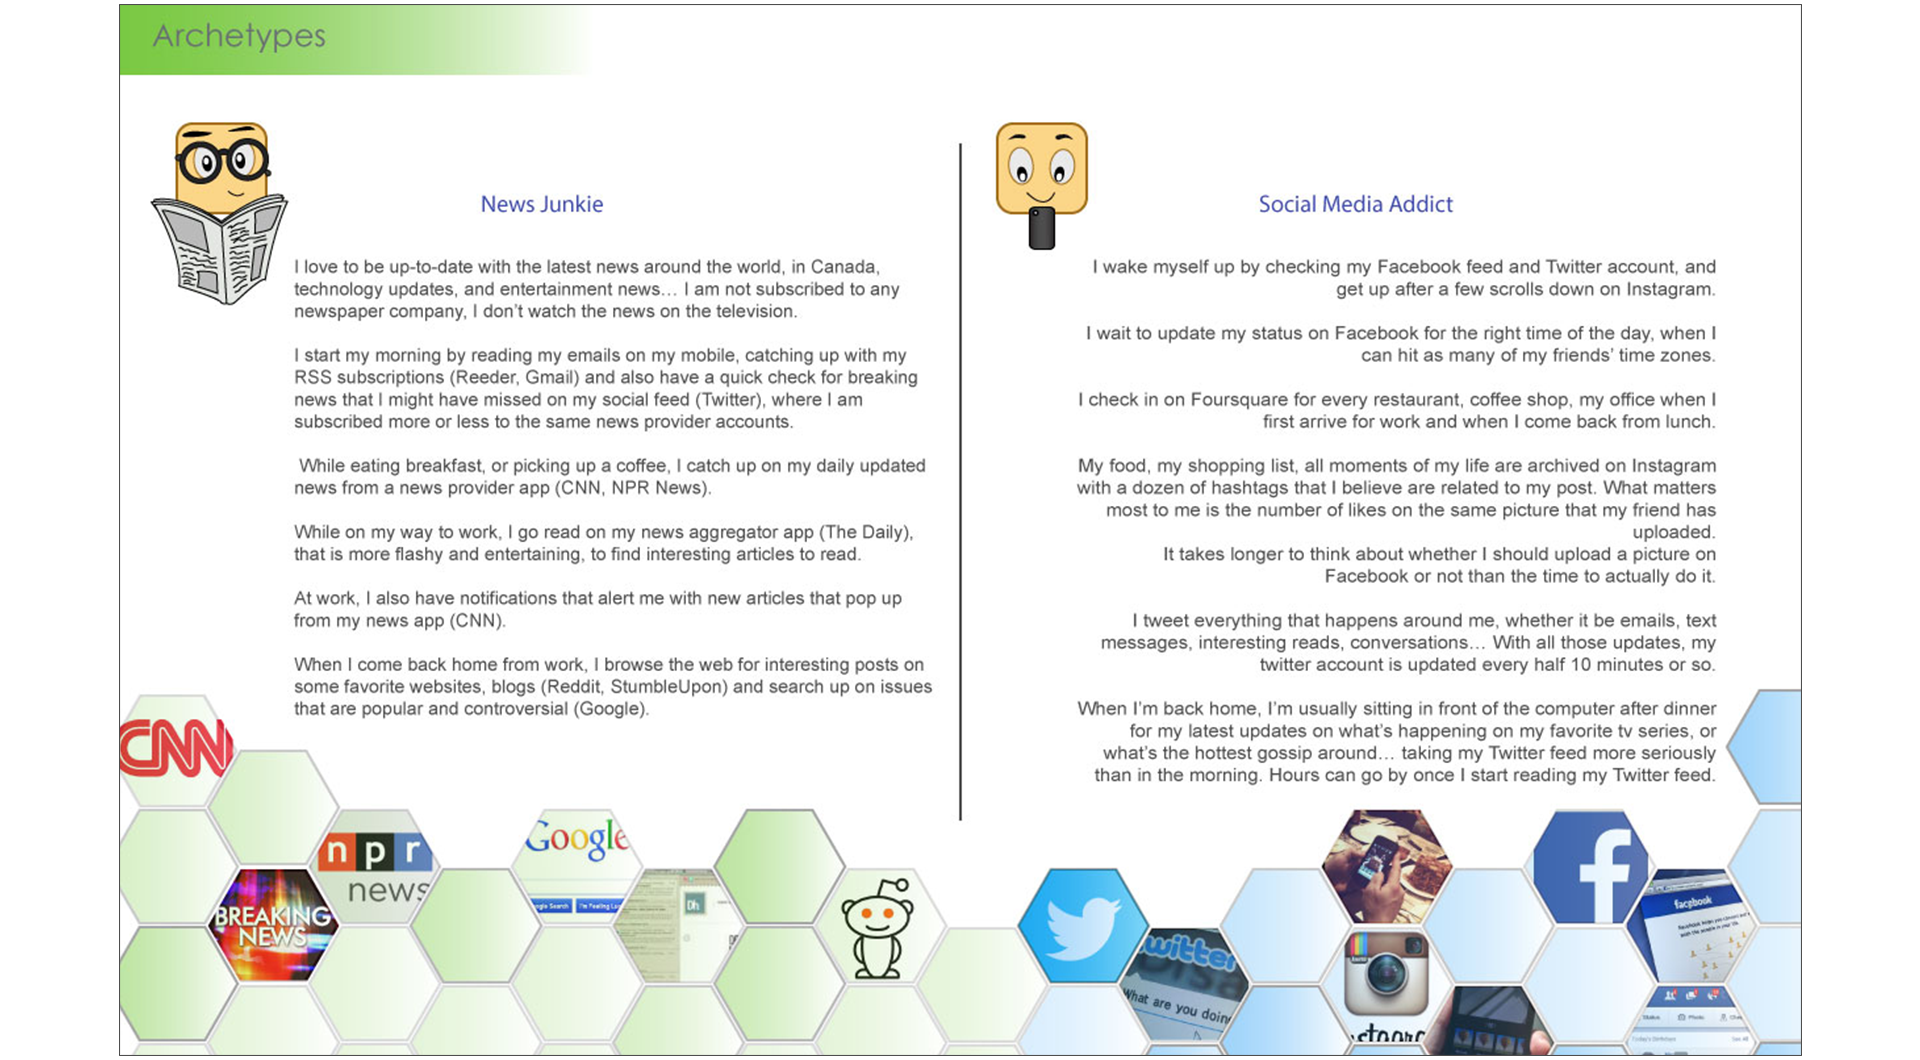 Archetypes
News Junkie
I love to be up-to-date with the latest news around the world, in Canada,
technology updates, and entertainment news… I am not subscribed to any
newspaper company, I don’t watch the news on the television.
I start my morning by reading my emails on my mobile, catching up with my
RSS subscriptions (Reeder, Gmail) and also have a quick check for breaking
news that I might have missed on my social feed (Twitter), where I am
subscribed more or less to the same news provider accounts.
While eating breakfast, or picking up a coffee, I catch up on my daily updated
news from a news provider app (CNN, NPR News).
While on my way to work, I go read on my news aggregator app (The Daily),
that is more flashy and entertaining, to find interesting articles to read.
At work, I also have notifications that alert me with new articles that pop up
from my news app (CNN).
When I come back home from work, I browse the web for interesting posts on
some favorite websites, blogs (Reddit, StumbleUpon) and search up on issues
that are popular and controversial (Google).
Social Media Addict
I wake myself up by checking my Facebook feed and Twitter account, and
get up after a few scrolls down on Instagram.
I wait to update my status on Facebook for the right time of the day, when I
can hit as many of my friends’ time zones.
I check in on Foursquare for every restaurant, coffee shop, my office when I
first arrive for work and when I come back from lunch.
My food, my shopping list, all moments of my life are archived on Instagram
with a dozen of hashtags that I believe are related to my post. What matters
most to me is the number of likes on the same picture that my friend has
uploaded.
It takes longer to think about whether I should upload a picture on
Facebook or not than the time to actually do it.
I tweet everything that happens around me, whether it be emails, text
messages, interesting reads, conversations… With all those updates, my
twitter account is updated every half 10 minutes or so.
When I’m back home, I’m usually sitting in front of the computer after dinner
for my latest updates on what’s happening on my favorite tv series, or
what’s the hottest gossip around… taking my Twitter feed more seriously
than in the morning. Hours can go by once I start reading my Twitter feed.
CNN
npr
news
BREAKING
NEWS
Google
Dh
twitter
What are you doin
f
facebook
Status
Photo